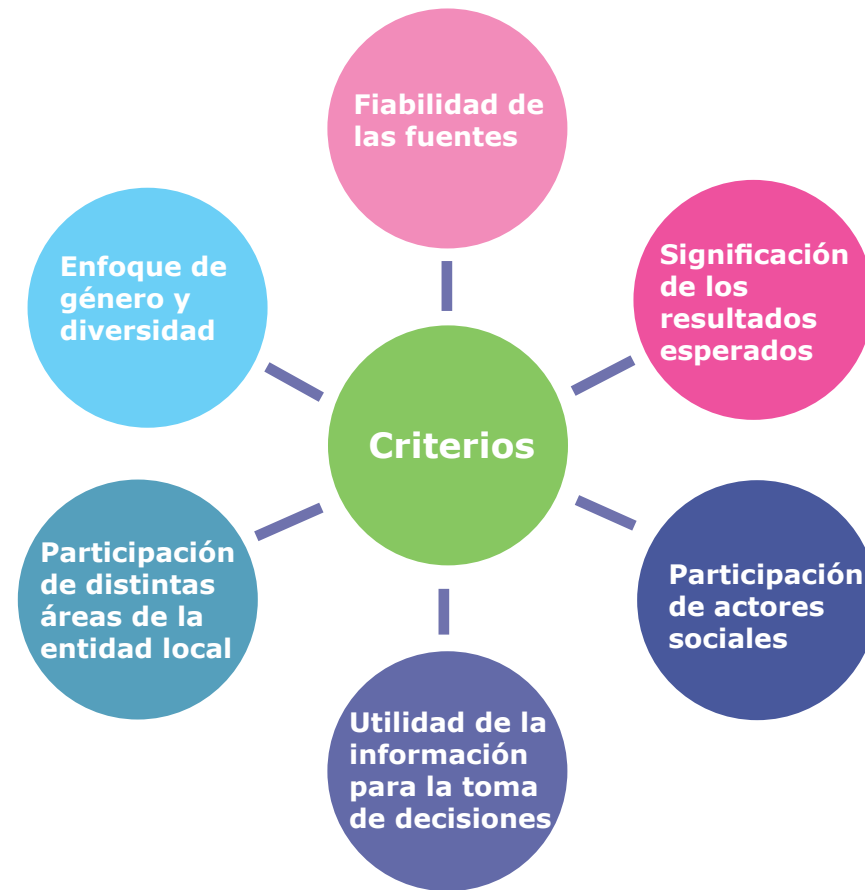 Fiabilidad de
las fuentes
Significación
de los
resultados
esperados
Enfoque de
género y
diversidad
Criterios
Participación
de distintas
áreas de la
entidad local
Participación
de actores
sociales
Utilidad de la
información
para la toma
de decisiones